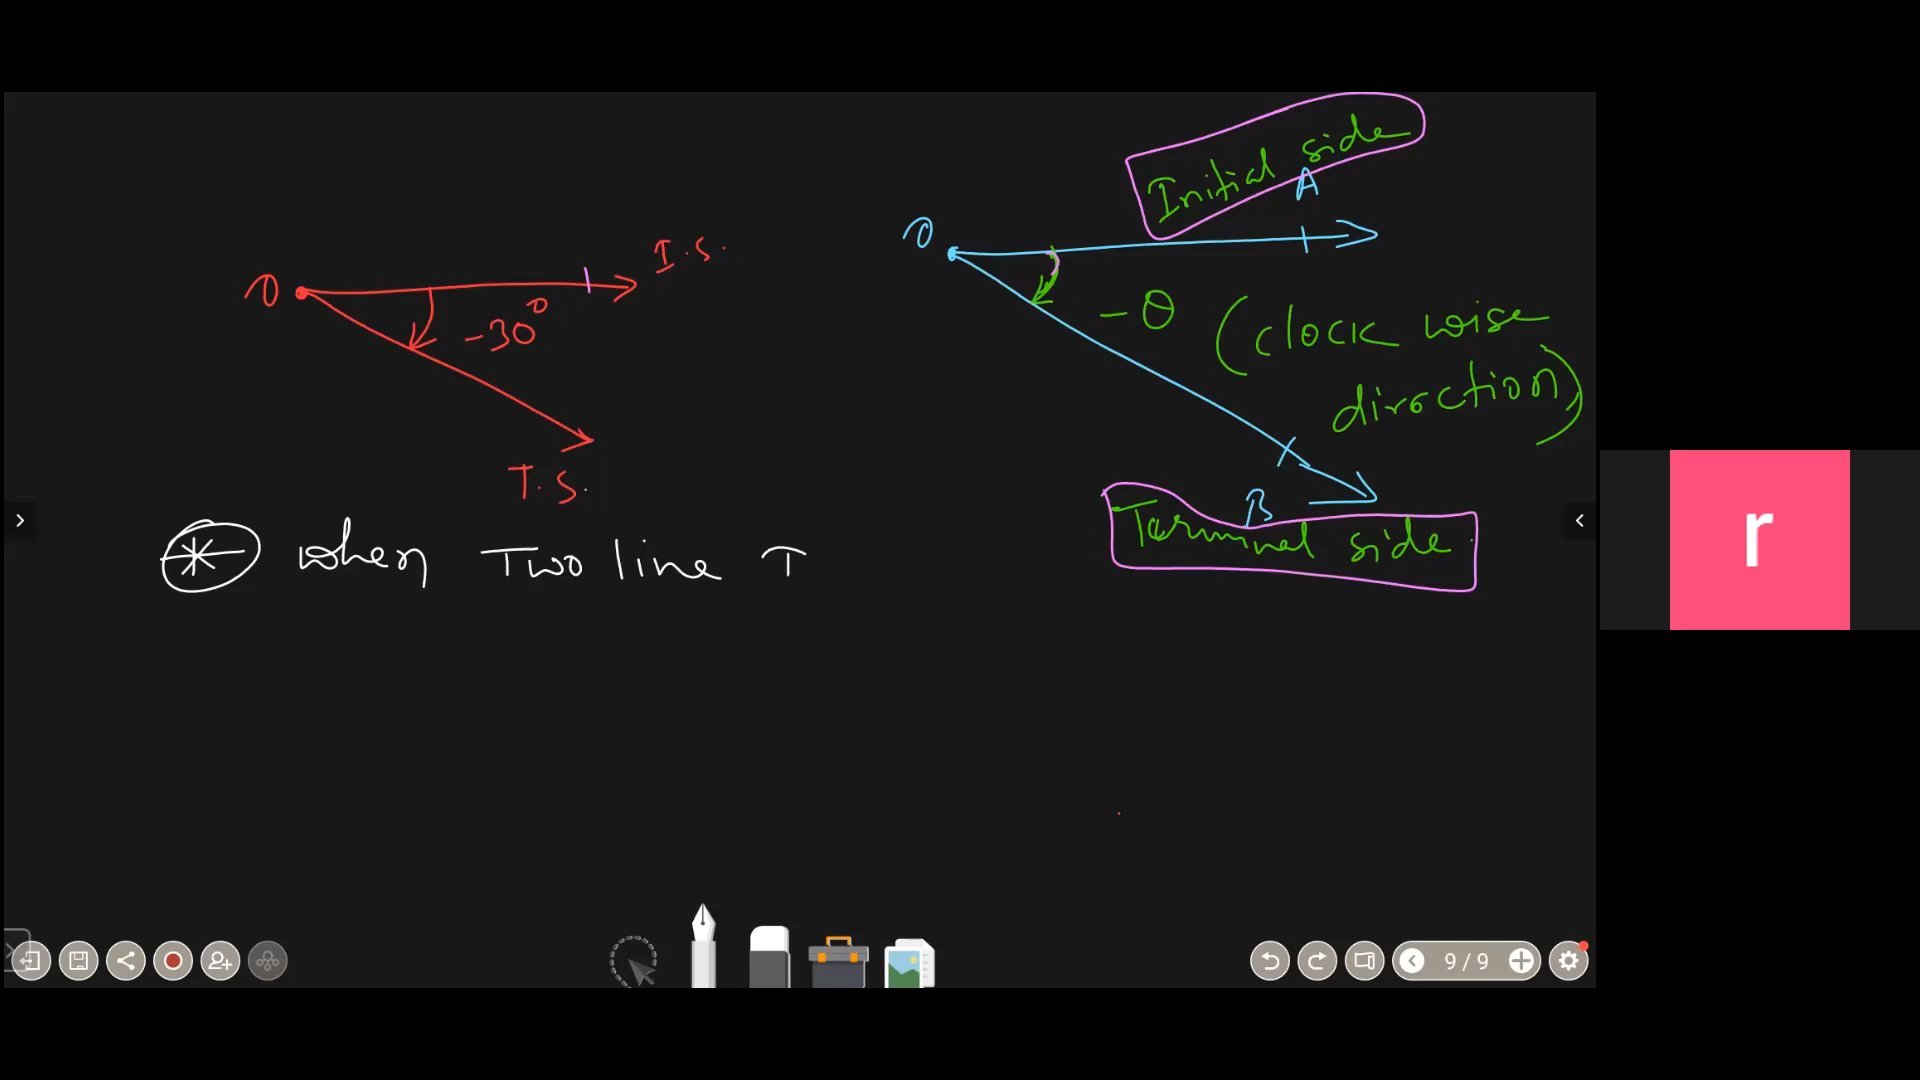 Initial side
A
O
I.S.
O
-30°
-θ (clock wise
direction)
T.S.
B
Terminal side
* when Two line T
r
9 / 9